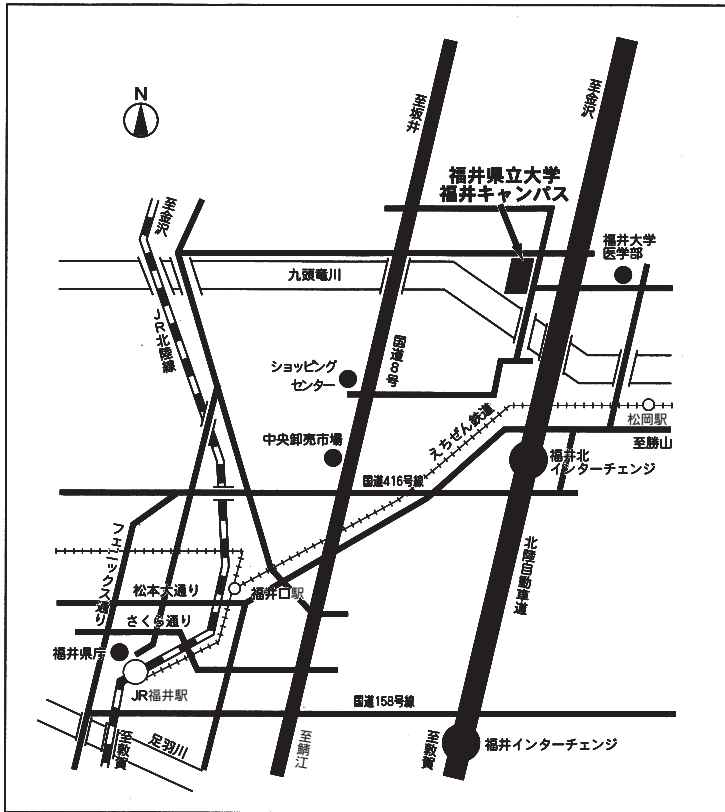 N
至坂井
至金沢
福井県立大学
福井キャンパス
至金沢
福井大学
医学部
九頭竜川
JR北陸線
国道8号
ショッピング
センター
えちぜん鉄道
松岡駅
至勝山
中央卸売市場
福井北
インターチェンジ
国道416号線
フェニックス通り
北陸自動車道
松本大通り
福井口駅
さくら通り
福井県庁
JR福井駅
国道158号線
足羽川
至敦賀
至鯖江
至敦賀
福井インターチェンジ